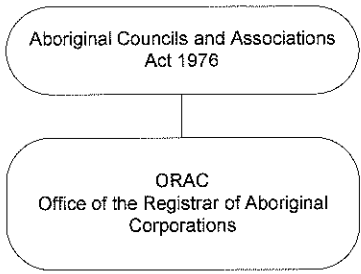 Aboriginal Councils and Associations
Act 1976
ORAC
Office of the Registrar of Aboriginal
Corporations